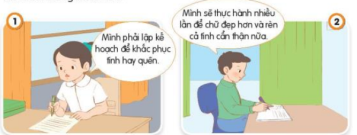 1
Mình phải lập kế
hoạch để khắc phục
tính hay quên.
Mình sẽ thực hành nhiều
lần để chữ đẹp hơn và rèn
cả tính cẩn thận nữa.
2